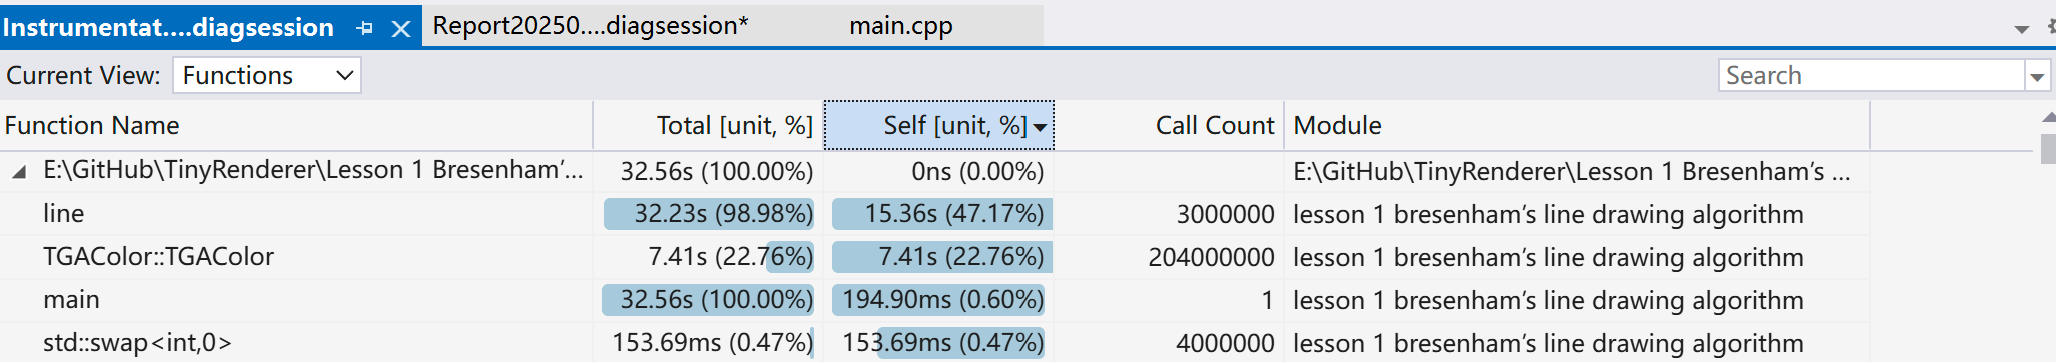 Instrumentat....diagsession Report20250....diagsession* main.cpp
Current View: Functions Search
Function Name Total [unit, %] Self [unit, %] Call Count Module
E:\GitHub\TinyRenderer\Lesson 1 Bresenham’... 32.56s (100.00%) 0ns (0.00%) E:\GitHub\TinyRenderer\Lesson 1 Bresenham’s ...
line 32.23s (98.98%) 15.36s (47.17%) 3000000 lesson 1 bresenham’s line drawing algorithm
TGAColor::TGAColor 7.41s (22.76%) 7.41s (22.76%) 204000000 lesson 1 bresenham’s line drawing algorithm
main 32.56s (100.00%) 194.90ms (0.60%) 1 lesson 1 bresenham’s line drawing algorithm
std::swap<int,0> 153.69ms (0.47%) 153.69ms (0.47%) 4000000 lesson 1 bresenham’s line drawing algorithm